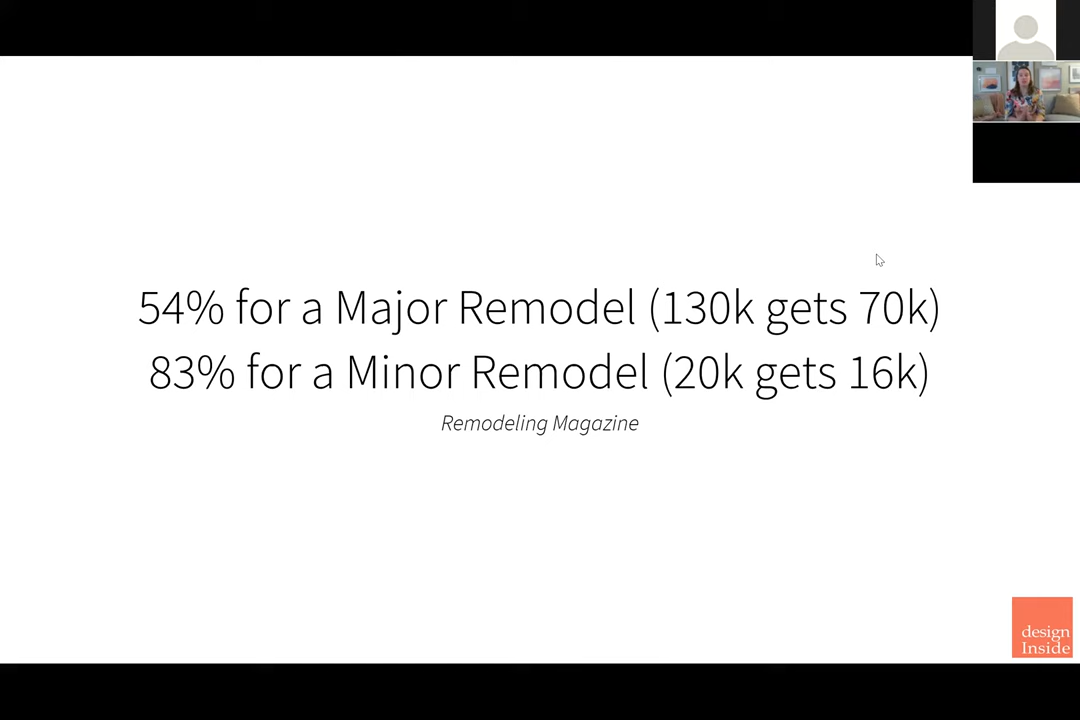 54% for a Major Remodel (130k gets 70k)
83% for a Minor Remodel (20k gets 16k)
Remodeling Magazine
design
Inside